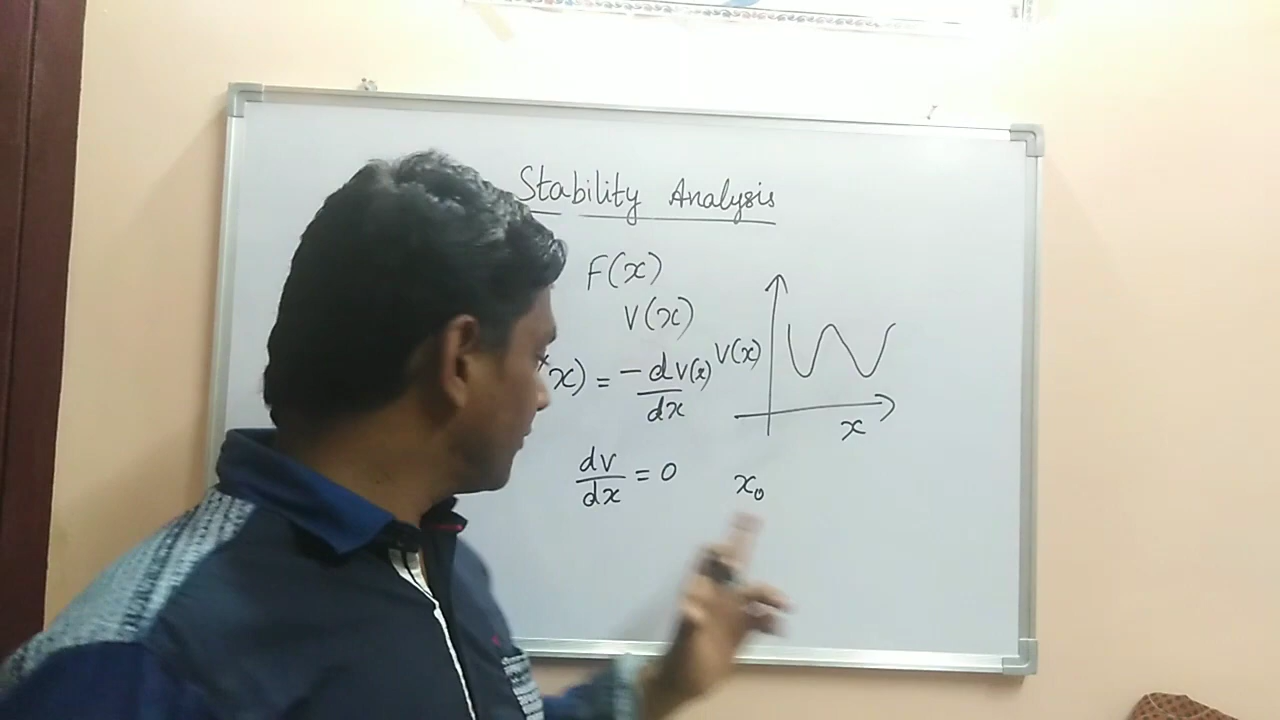 Stability Analysis
F(x)
V(x)
x) = -dV(x)/dx
V(x)
x
dv/dx = 0
x₀